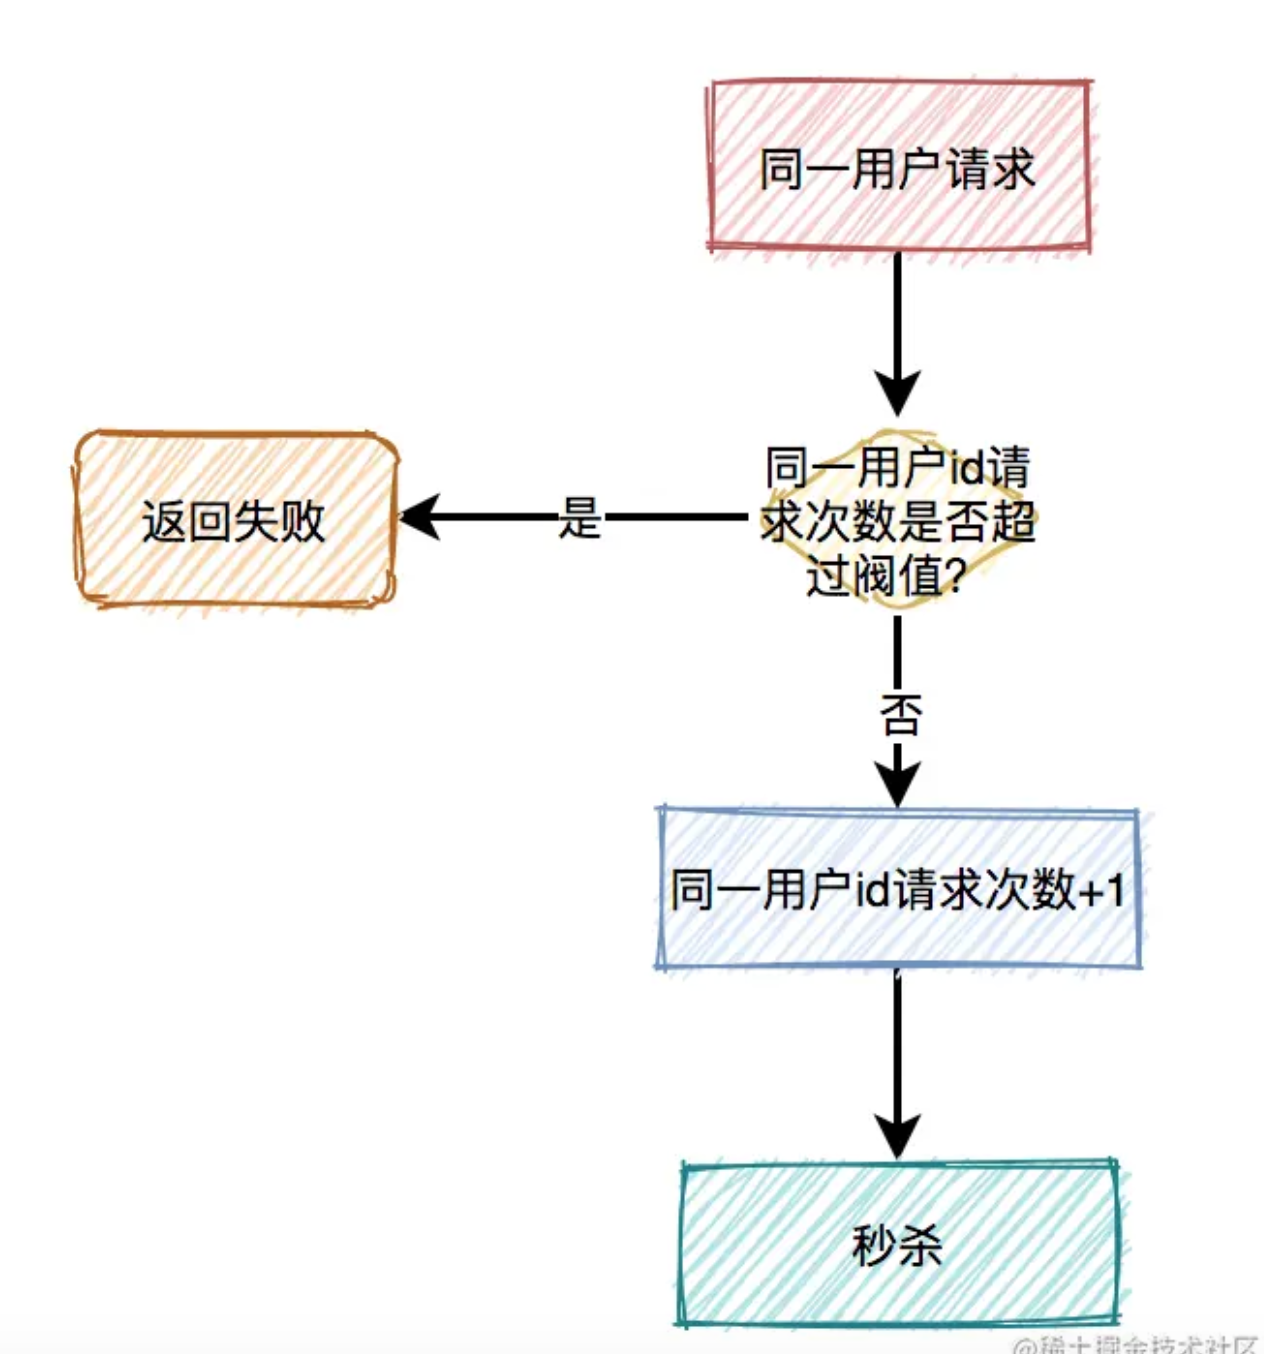 同一用户请求
同一用户id请
求次数是否超
过阀值?
是
返回失败
否
同一用户id请求次数+1
秒杀
@稀土掘金技术社区